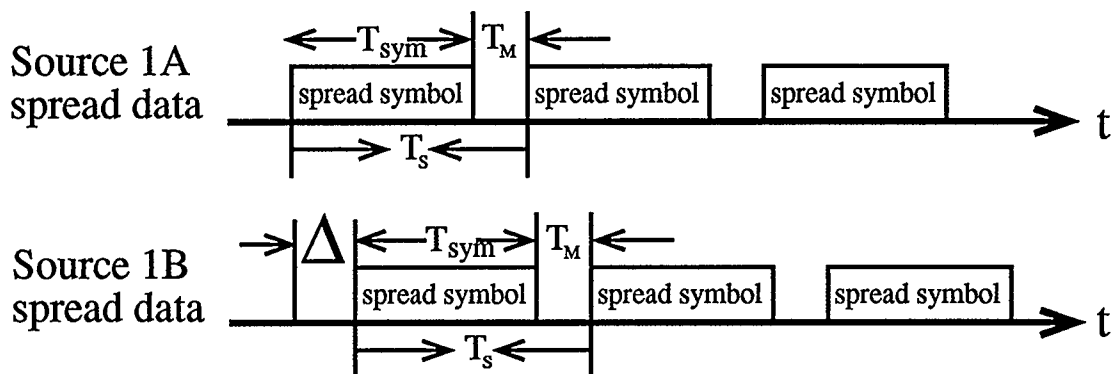 T_sym T_M
Source 1A
spread data
spread symbol spread symbol spread symbol
t
T_s
Δ T_sym T_M
Source 1B
spread data
spread symbol spread symbol spread symbol
t
T_s